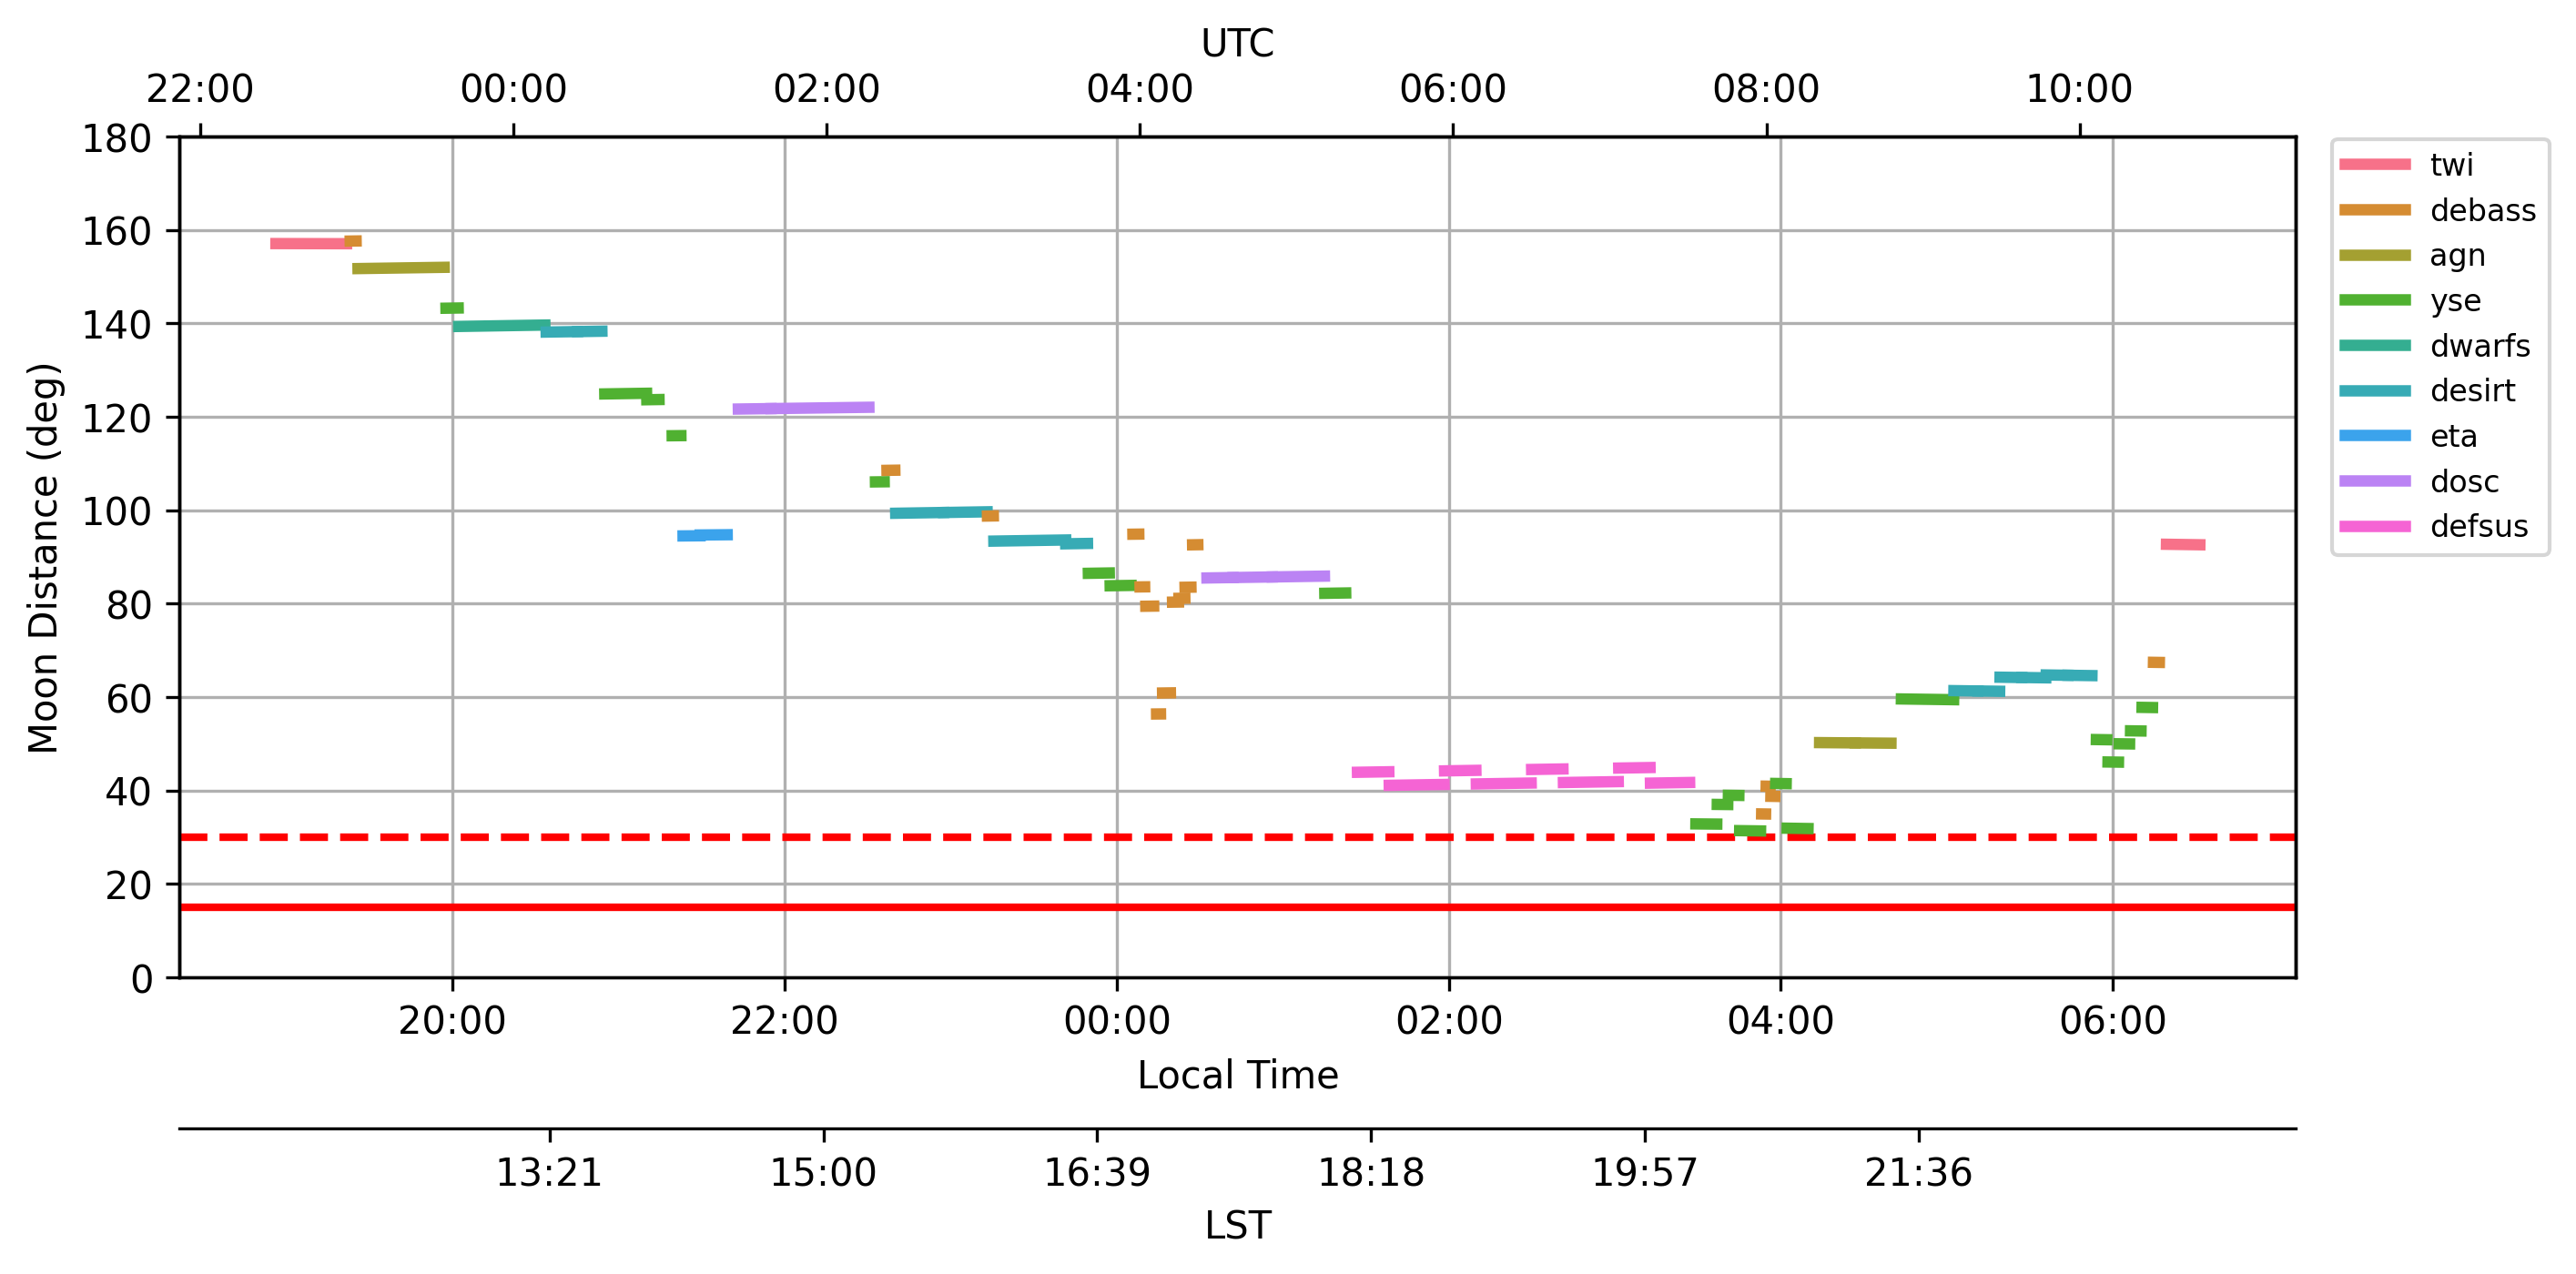 UTC
22:00 00:00 02:00 04:00 06:00 08:00 10:00
180
160
140
120
100
80
60
40
20
0
Moon Distance (deg)
twi
debass
agn
yse
dwarfs
desirt
eta
dosc
defsus
20:00 22:00 00:00 02:00 04:00 06:00
Local Time
13:21 15:00 16:39 18:18 19:57 21:36
LST